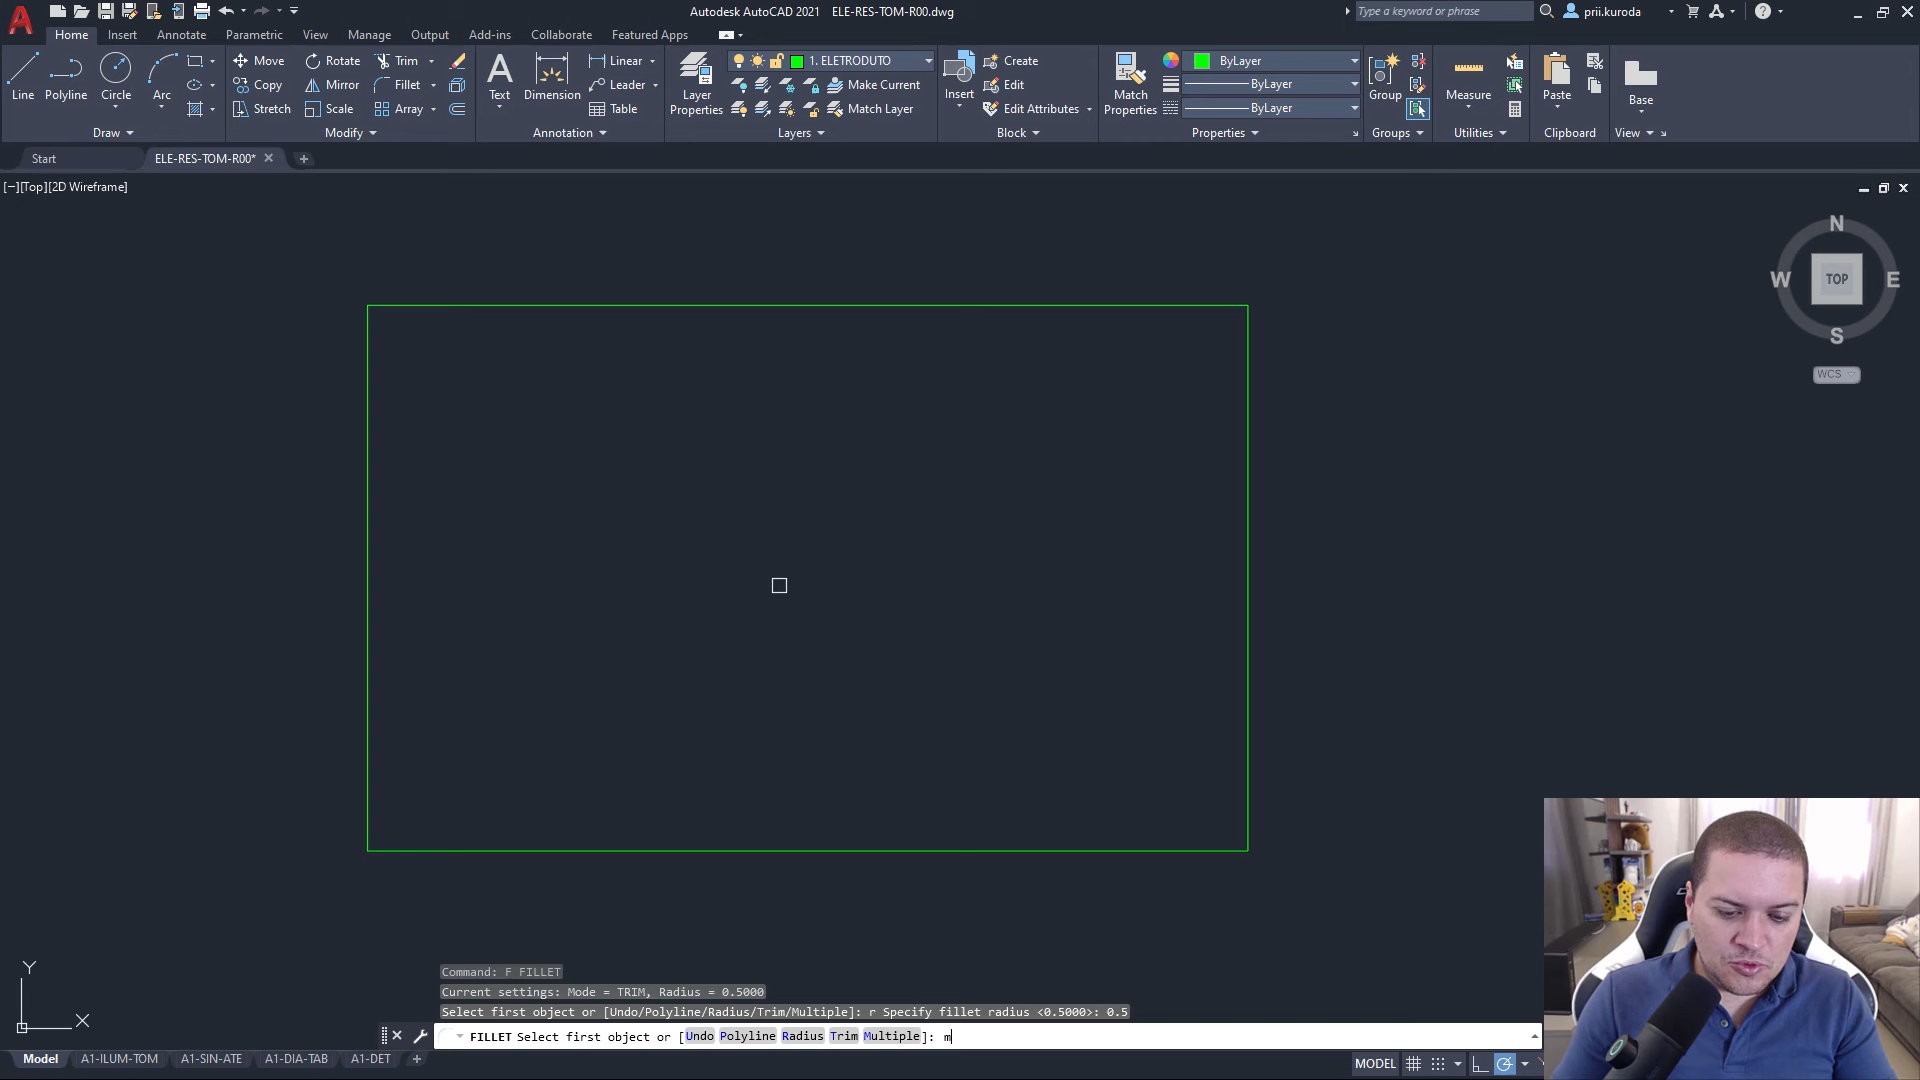 Autodesk AutoCAD 2021 ELE-RES-TOM-R00.dwg
Type a keyword or phrase
prii.kuroda
Home Insert Annotate Parametric View Manage Output Add-ins Collaborate Featured Apps
Line Polyline Circle Arc
Move Rotate Trim
Copy Mirror Fillet
Stretch Scale Array
Text Dimension
Linear
Leader
Table
Layer Properties
1. ELETRODUTO
Make Current
Match Layer
Insert
Create
Edit
Edit Attributes
Match Properties
ByLayer
ByLayer
ByLayer
Group
Measure
Paste
Base
Draw Modify Annotation Layers Block Properties Groups Utilities Clipboard View
Start ELE-RES-TOM-R00*
[−][Top][2D Wireframe]
N
W TOP E
S
WCS
Y
X
Command: F FILLET
Current settings: Mode = TRIM, Radius = 0.5000
Select first object or [Undo/Polyline/Radius/Trim/Multiple]: r Specify fillet radius <0.5000>: 0.5
FILLET Select first object or [Undo Polyline Radius Trim Multiple]: m
Model A1-ILUM-TOM A1-SIN-ATE A1-DIA-TAB A1-DET
MODEL